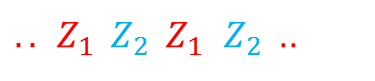 .. Z₁ Z₂ Z₁ Z₂ ..